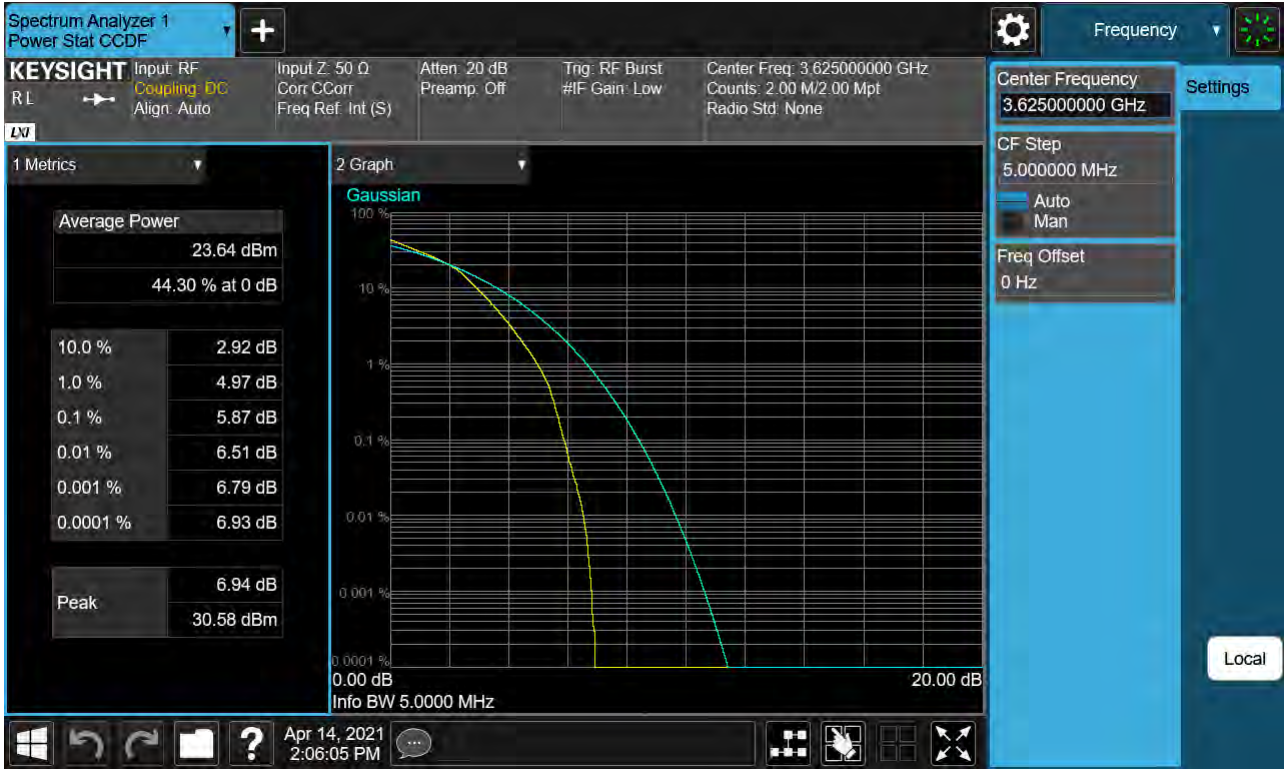 Spectrum Analyzer 1
Power Stat CCDF
+
Frequency
KEYSIGHT
R L
LXI
Input: RF
Coupling: DC
Align: Auto
Input Z: 50 Ω
Corr CCorr
Freq Ref: Int (S)
Atten: 20 dB
Preamp: Off
Trig: RF Burst
#IF Gain: Low
Center Freq: 3.625000000 GHz
Counts: 2.00 M/2.00 Mpt
Radio Std: None
1 Metrics
Average Power
23.64 dBm
44.30 % at 0 dB
10.0 % 2.92 dB
1.0 % 4.97 dB
0.1 % 5.87 dB
0.01 % 6.51 dB
0.001 % 6.79 dB
0.0001 % 6.93 dB
Peak
6.94 dB
30.58 dBm
2 Graph
Gaussian
100 %
10 %
1 %
0.1 %
0.01 %
0.001 %
0.0001 %
0.00 dB 20.00 dB
Info BW 5.0000 MHz
Center Frequency
3.625000000 GHz
CF Step
5.000000 MHz
Auto
Man
Freq Offset
0 Hz
Settings
Local
?
Apr 14, 2021
2:06:05 PM